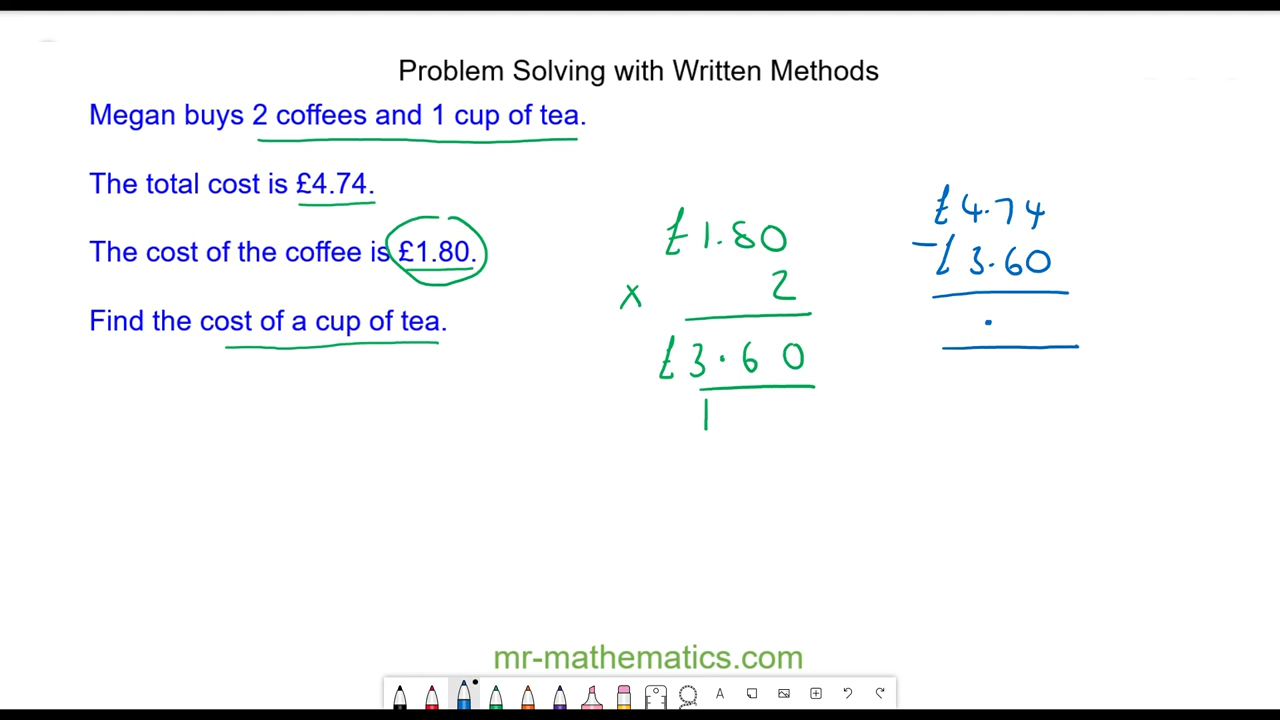 Problem Solving with Written Methods
Megan buys 2 coffees and 1 cup of tea.
The total cost is £4.74.
The cost of the coffee is £1.80.
Find the cost of a cup of tea.
£1.80
x 2
£3.60
1
£4.74
-£3.60
.
mr-mathematics.com
A